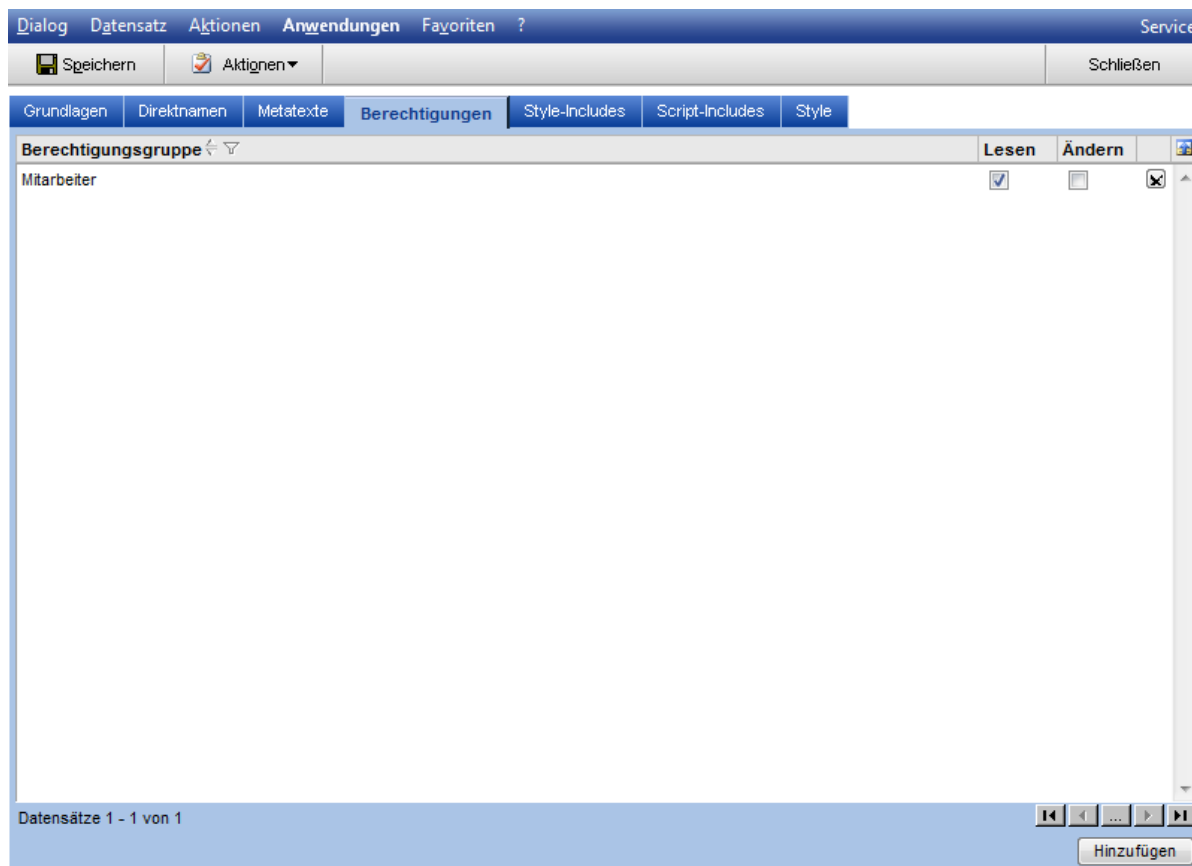 Dialog Datensatz Aktionen Anwendungen Favoriten ? Service
Speichern Aktionen Schließen
Grundlagen Direktnamen Metatexte Berechtigungen Style-Includes Script-Includes Style
Berechtigungsgruppe Lesen Ändern
Mitarbeiter
Datensätze 1 - 1 von 1 ...
Hinzufügen